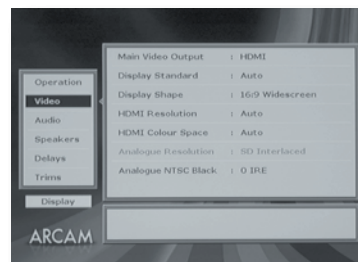 Operation
Video
Audio
Speakers
Delays
Trims
Display
ARCAM
Main Video Output : HDMI
Display Standard : Auto
Display Shape : 16:9 Widescreen
HDMI Resolution : Auto
HDMI Colour Space : Auto
Analogue Resolution : SD Interlaced
Analogue NTSC Black : 0 IRE